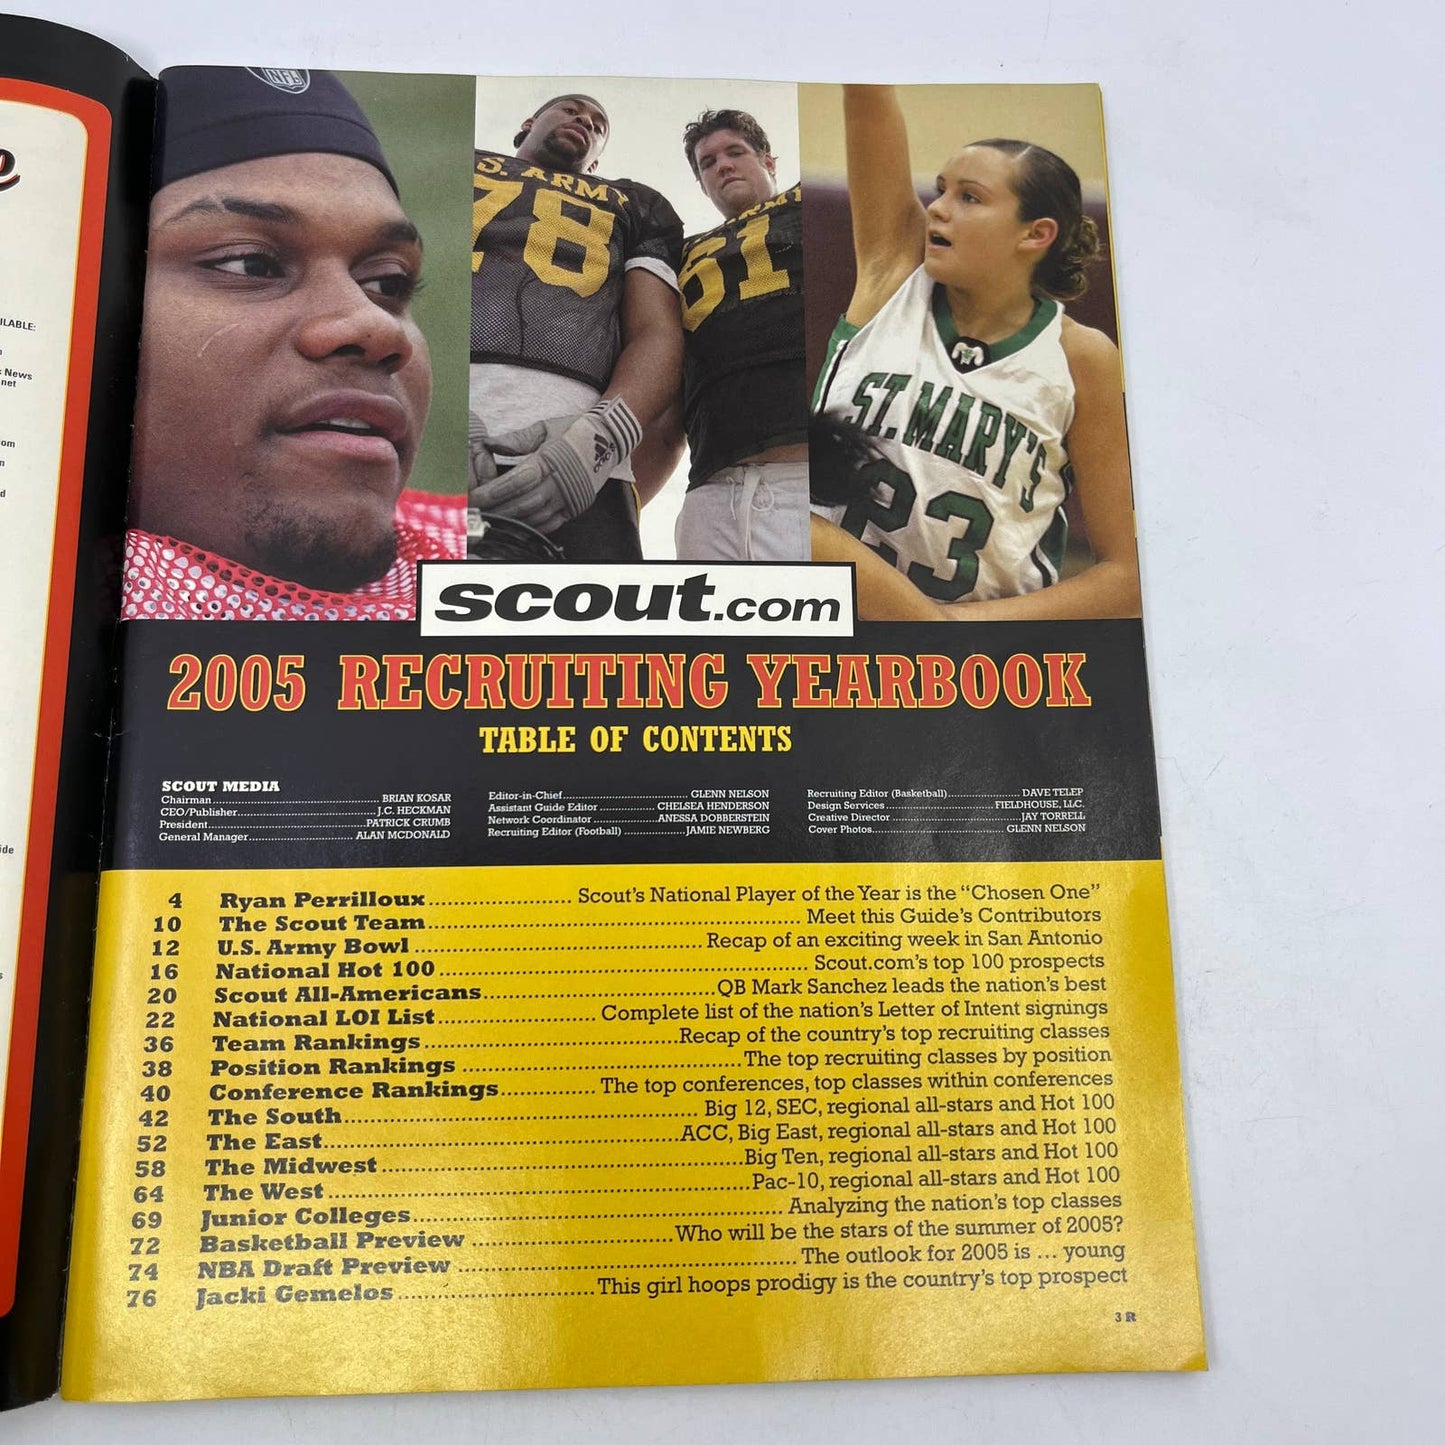 e
ILABLE:
n
: News
net
om
n
d
ide
s
NFL
S. ARMY
78
ARMY
61
adidas
ST. MARY'S
23
scout.com
2005 RECRUITING YEARBOOK
TABLE OF CONTENTS
SCOUT MEDIA
Chairman BRIAN KOSAR
CEO/Publisher J.C. HECKMAN
President PATRICK CRUMB
General Manager ALAN MCDONALD
Editor-in-Chief GLENN NELSON
Assistant Guide Editor CHELSEA HENDERSON
Network Coordinator ANESSA DOBBERSTEIN
Recruiting Editor (Football) JAMIE NEWBERG
Recruiting Editor (Basketball) DAVE TELEP
Design Services FIELDHOUSE, LLC.
Creative Director JAY TORRELL
Cover Photos GLENN NELSON
4 Ryan Perrilloux Scout's National Player of the Year is the "Chosen One"
10 The Scout Team Meet this Guide's Contributors
12 U.S. Army Bowl Recap of an exciting week in San Antonio
16 National Hot 100 Scout.com's top 100 prospects
20 Scout All-Americans QB Mark Sanchez leads the nation's best
22 National LOI List Complete list of the nation's Letter of Intent signings
36 Team Rankings Recap of the country's top recruiting classes
38 Position Rankings The top recruiting classes by position
40 Conference Rankings The top conferences, top classes within conferences
42 The South Big 12, SEC, regional all-stars and Hot 100
52 The East ACC, Big East, regional all-stars and Hot 100
58 The Midwest Big Ten, regional all-stars and Hot 100
64 The West Pac-10, regional all-stars and Hot 100
69 Junior Colleges Analyzing the nation's top classes
72 Basketball Preview Who will be the stars of the summer of 2005?
74 NBA Draft Preview The outlook for 2005 is ... young
76 Jacki Gemelos This girl hoops prodigy is the country's top prospect
3 R